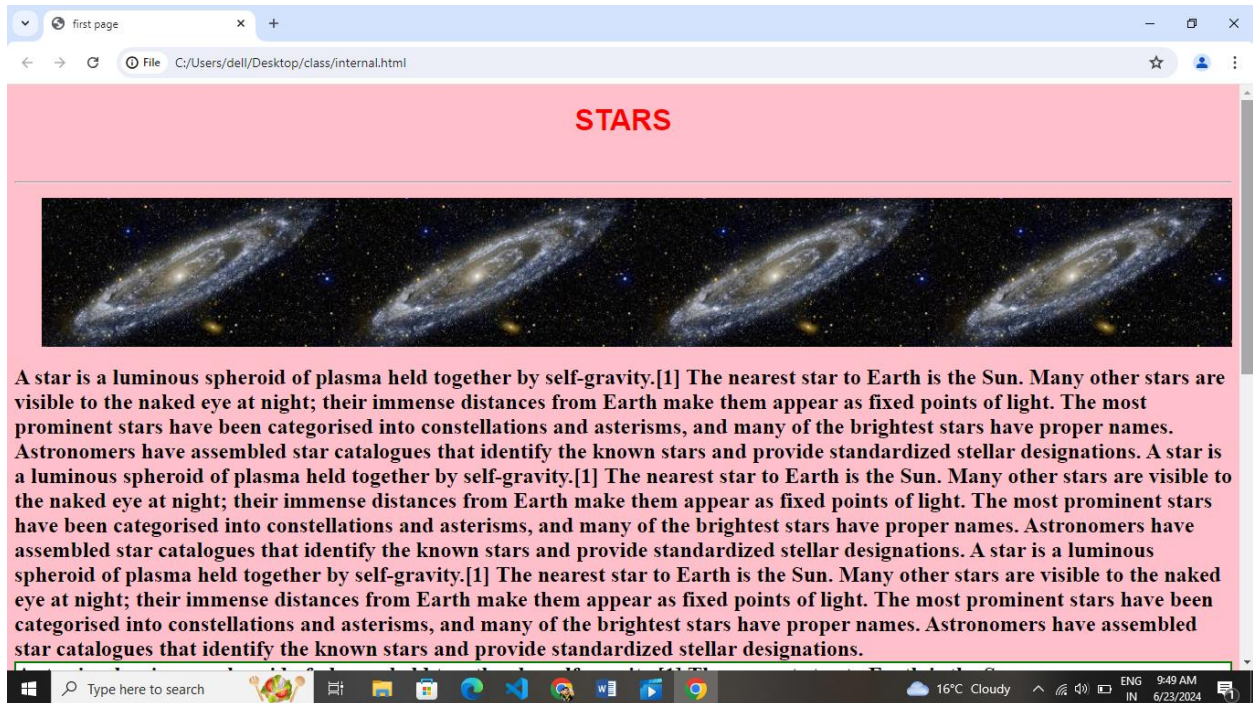 first page
File C:/Users/dell/Desktop/class/internal.html
STARS
A star is a luminous spheroid of plasma held together by self-gravity.[1] The nearest star to Earth is the Sun. Many other stars are
visible to the naked eye at night; their immense distances from Earth make them appear as fixed points of light. The most
prominent stars have been categorised into constellations and asterisms, and many of the brightest stars have proper names.
Astronomers have assembled star catalogues that identify the known stars and provide standardized stellar designations. A star is
a luminous spheroid of plasma held together by self-gravity.[1] The nearest star to Earth is the Sun. Many other stars are visible to
the naked eye at night; their immense distances from Earth make them appear as fixed points of light. The most prominent stars
have been categorised into constellations and asterisms, and many of the brightest stars have proper names. Astronomers have
assembled star catalogues that identify the known stars and provide standardized stellar designations. A star is a luminous
spheroid of plasma held together by self-gravity.[1] The nearest star to Earth is the Sun. Many other stars are visible to the naked
eye at night; their immense distances from Earth make them appear as fixed points of light. The most prominent stars have been
categorised into constellations and asterisms, and many of the brightest stars have proper names. Astronomers have assembled
star catalogues that identify the known stars and provide standardized stellar designations.
Type here to search
16°C Cloudy
ENG
IN
9:49 AM
6/23/2024